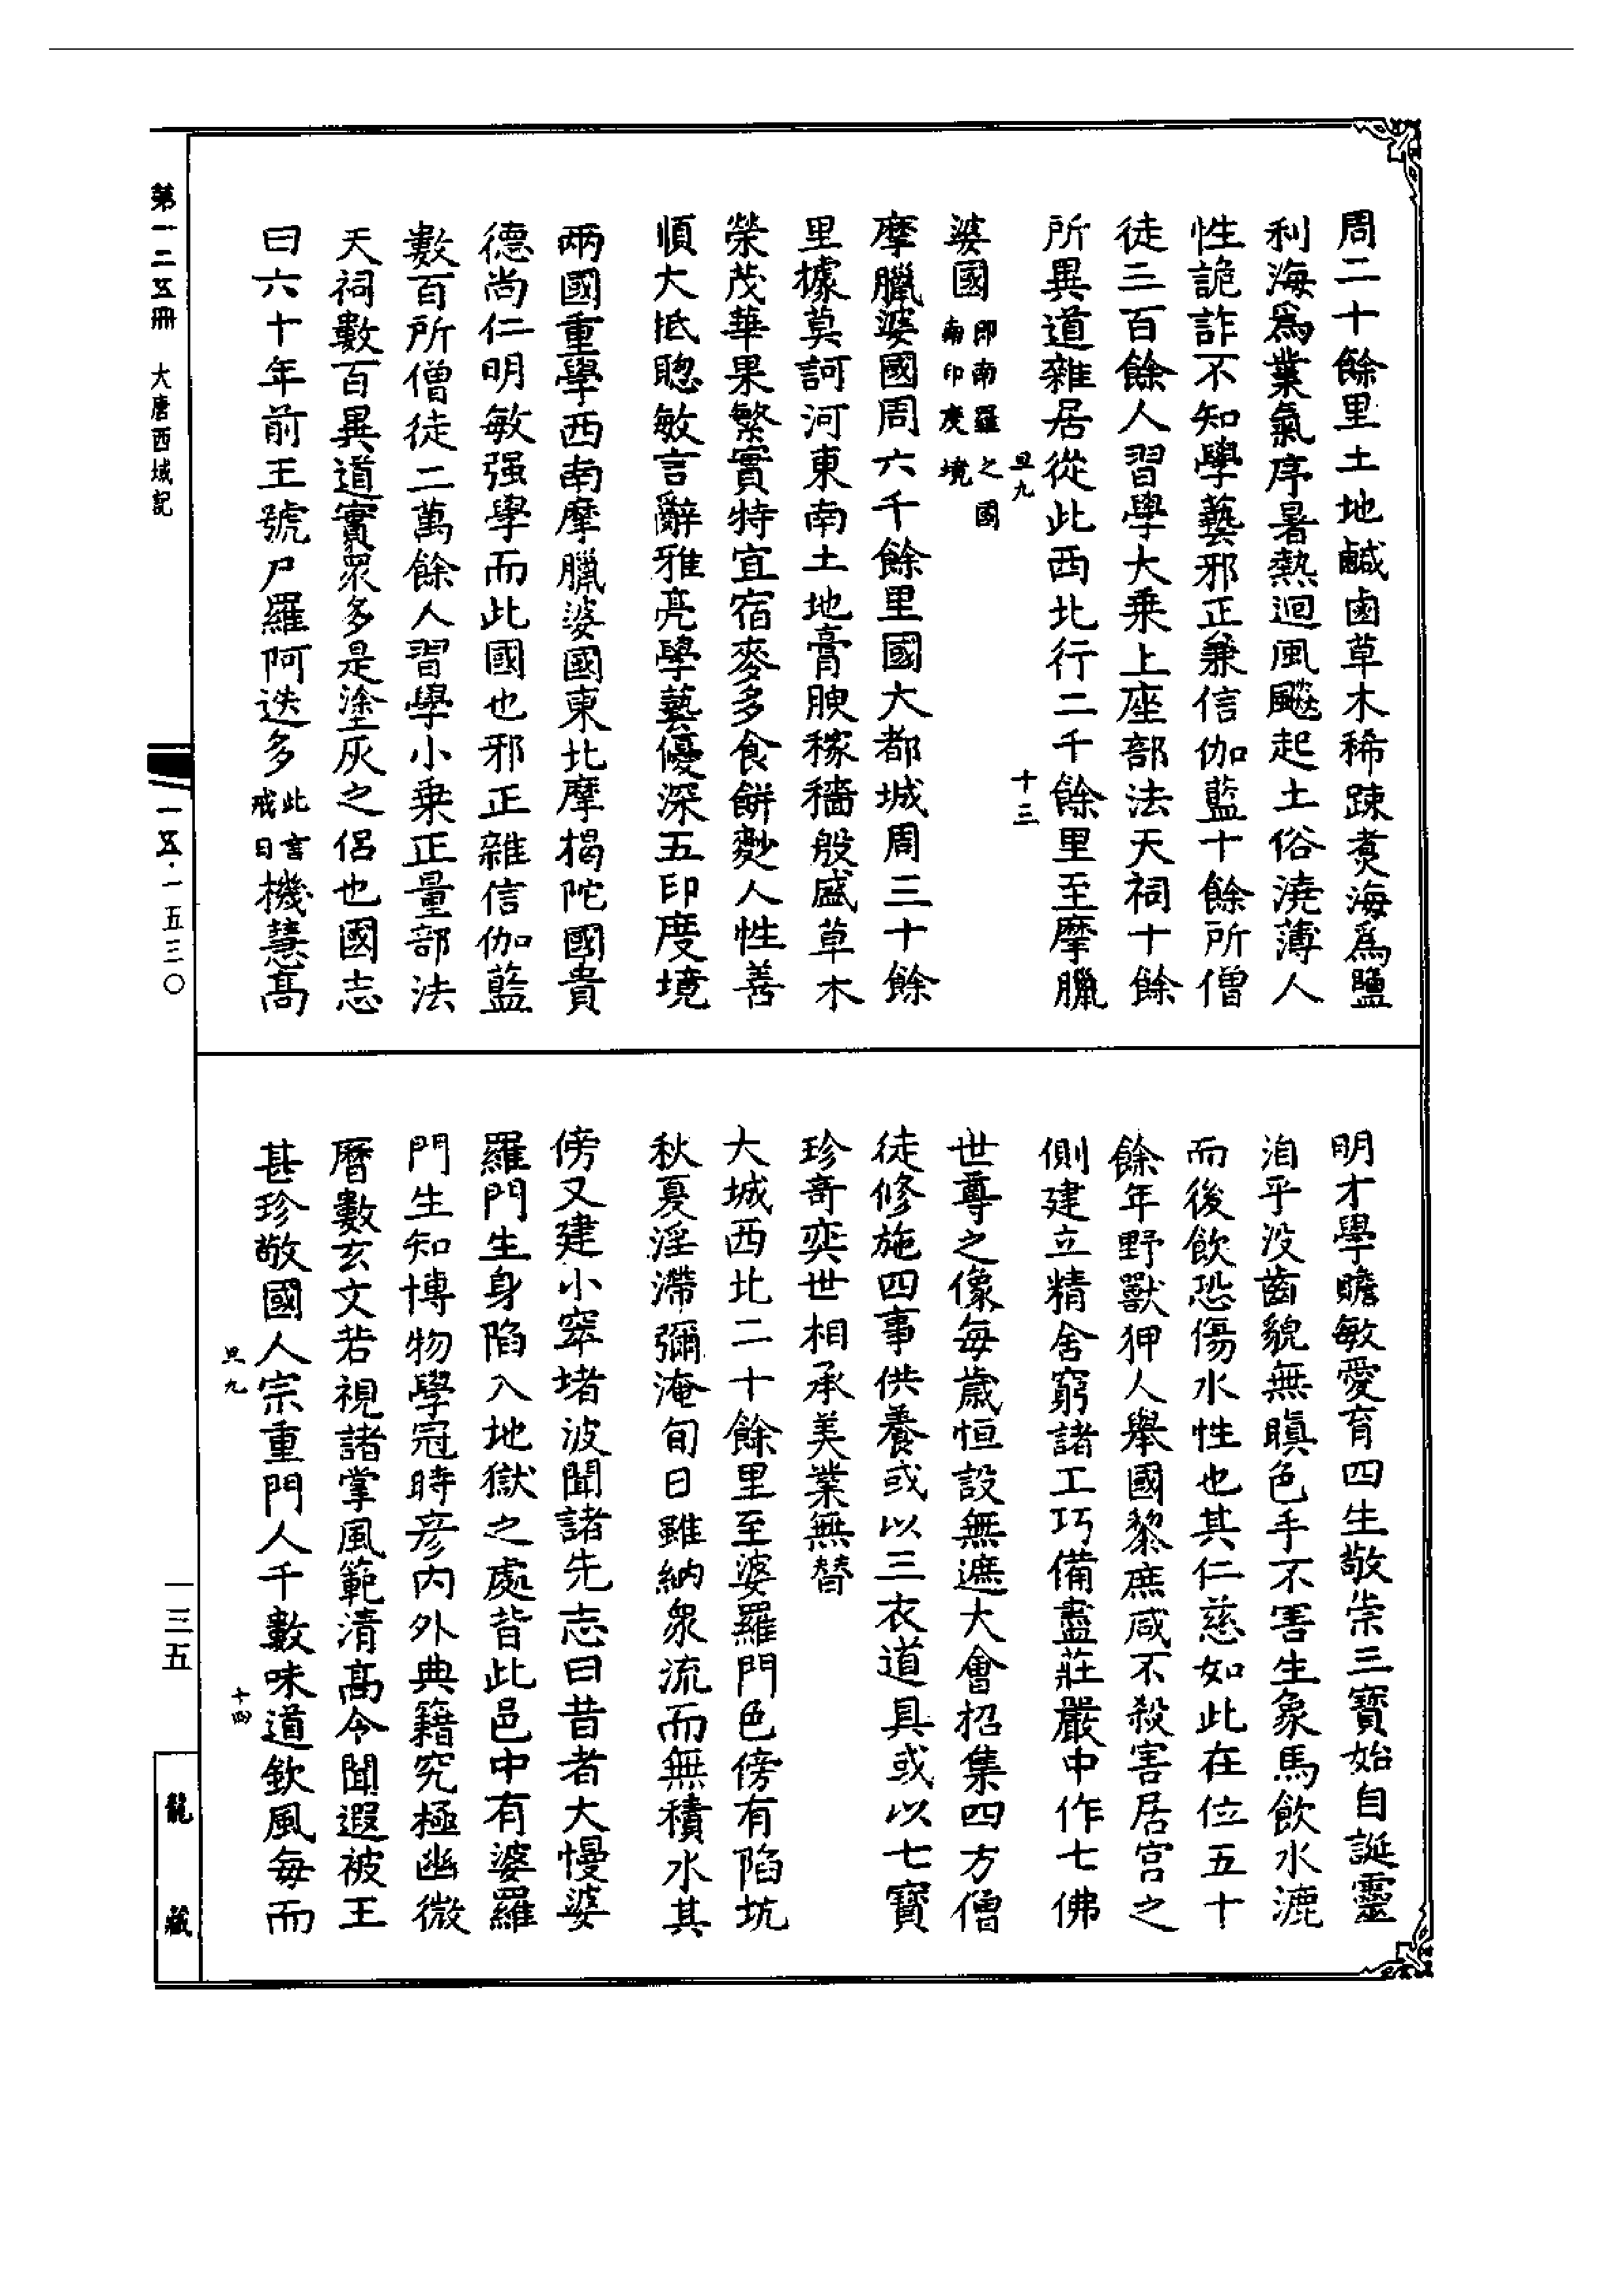 周二十餘里土地鹹鹵草木稀踈煑海為鹽
利海為業氣序暑熱迴風飈起土俗澆薄人
性詭詐不知學藝邪正兼信伽藍十餘所僧
徒三百餘人習學大乘上座部法天祠十餘
所異道雜居從此西北行二千餘里至摩臘
旦九
十三
婆國
即南羅之國
南印度境
摩臘婆國周六千餘里國大都城周三十餘
里據莫訶河東南土地膏腴稼穡殷盛草木
榮茂華果繁實特宜宿麥多食餅麨人性善
順大抵聰敏言辭雅亮學藝優深五印度境
兩國重學西南摩臘婆國東北摩揭陀國貴
德尚仁明敏强學而此國也邪正雜信伽藍
數百所僧徒二萬餘人習學小乗正量部法
天祠數百異道實衆多是塗灰之侣也國志
曰六十年前王號尸羅阿迭多
此言
戒日
機慧髙
明才學贍敏愛育四生敬崇三寶始自誕靈
洎乎没齒貌無瞋色手不害生象馬飲水漉
而後飲恐傷水性也其仁慈如此在位五十
餘年野獸狎人舉國黎庶咸不殺害居宮之
側建立精舍窮諸工巧備盡莊嚴中作七佛
世尊之像每歲恒設無遮大會招集四方僧
徒修施四事供養或以三衣道具或以七寶
珍奇奕世相承美業無替
大城西北二十餘里至婆羅門邑傍有陷坑
秋夏淫滯彌淹旬日雖納衆流而無積水其
傍又建小窣堵波聞諸先志曰昔者大慢婆
羅門生身陷入地獄之處昔此邑中有婆羅
門生知博物學冠時彦内外典籍究極幽微
曆數玄文若視諸掌風範清髙令聞遐被王
甚珍敬國人宗重門人千數味道欽風每而
旦九
十四
第一二五冊 大唐西域記
一五·一五三〇
一三五
龍藏